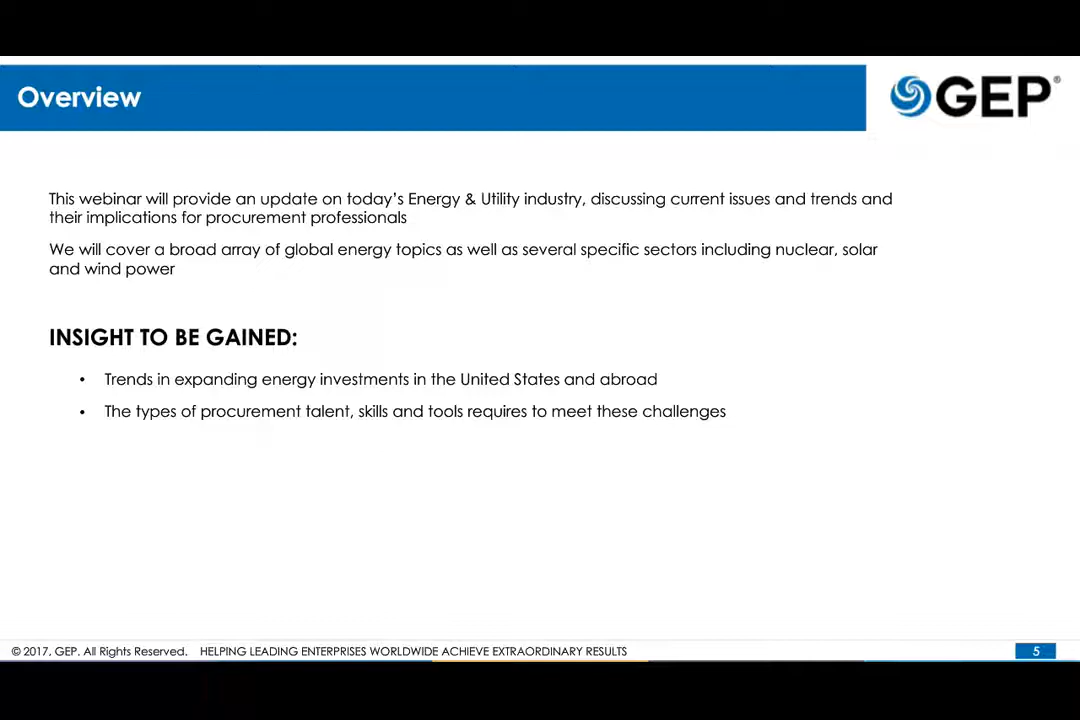 Overview
GEP®
This webinar will provide an update on today's Energy & Utility industry, discussing current issues and trends and
their implications for procurement professionals
We will cover a broad array of global energy topics as well as several specific sectors including nuclear, solar
and wind power
INSIGHT TO BE GAINED:
• Trends in expanding energy investments in the United States and abroad
• The types of procurement talent, skills and tools requires to meet these challenges
© 2017, GEP. All Rights Reserved. HELPING LEADING ENTERPRISES WORLDWIDE ACHIEVE EXTRAORDINARY RESULTS 5